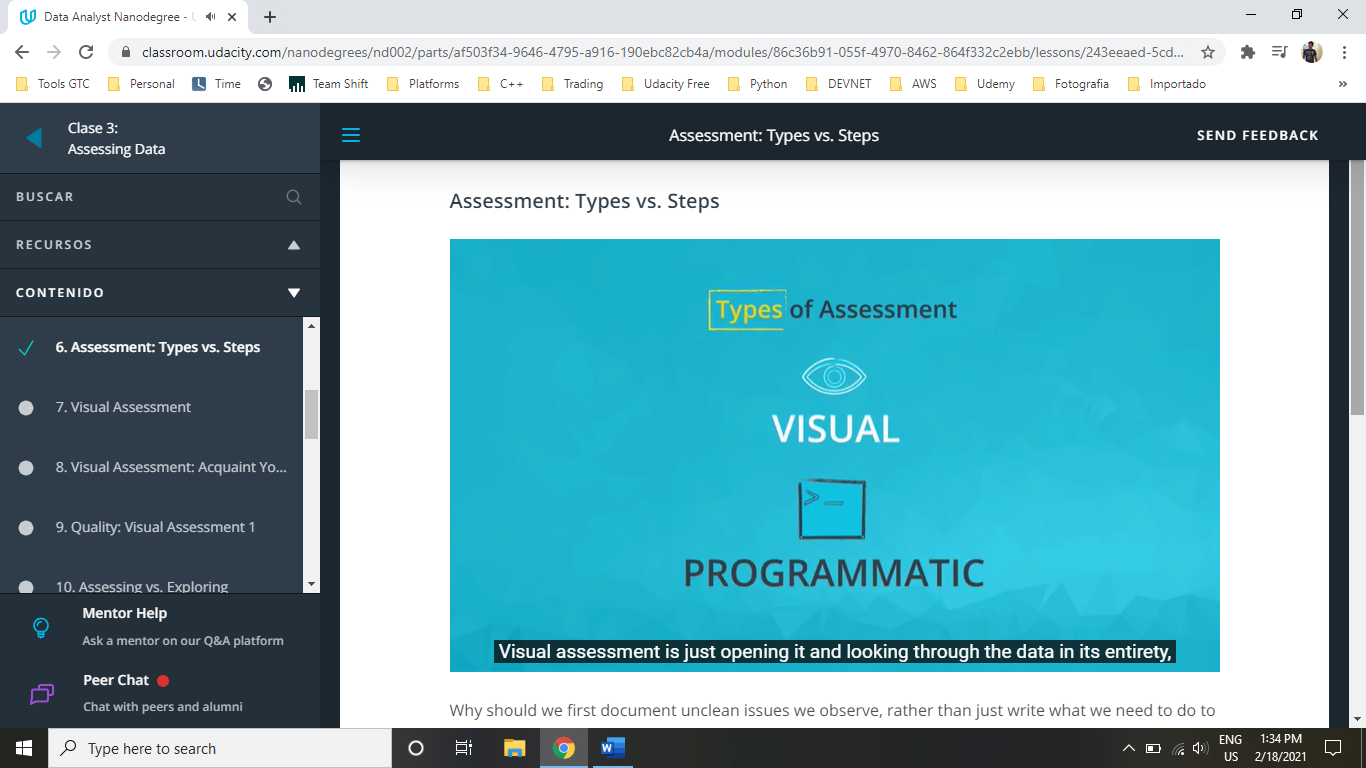 Data Analyst Nanodegree - U
classroom.udacity.com/nanodegrees/nd002/parts/af503f34-9646-4795-a916-190ebc82cb4a/modules/86c36b91-055f-4970-8462-864f332c2ebb/lessons/243eeaed-5cd...
Tools GTC Personal Time Team Shift Platforms C++ Trading Udacity Free Python DEVNET AWS Udemy Fotografia Importado »
Clase 3:
Assessing Data
Assessment: Types vs. Steps
SEND FEEDBACK
BUSCAR
RECURSOS
CONTENIDO
6. Assessment: Types vs. Steps
7. Visual Assessment
8. Visual Assessment: Acquaint Yo...
9. Quality: Visual Assessment 1
10. Assessing vs. Exploring
Mentor Help
Ask a mentor on our Q&A platform
Peer Chat
Chat with peers and alumni
Assessment: Types vs. Steps
Types of Assessment
VISUAL
>_
PROGRAMMATIC
Visual assessment is just opening it and looking through the data in its entirety,
Why should we first document unclean issues we observe, rather than just write what we need to do to
Type here to search
W
ENG
US
1:34 PM
2/18/2021